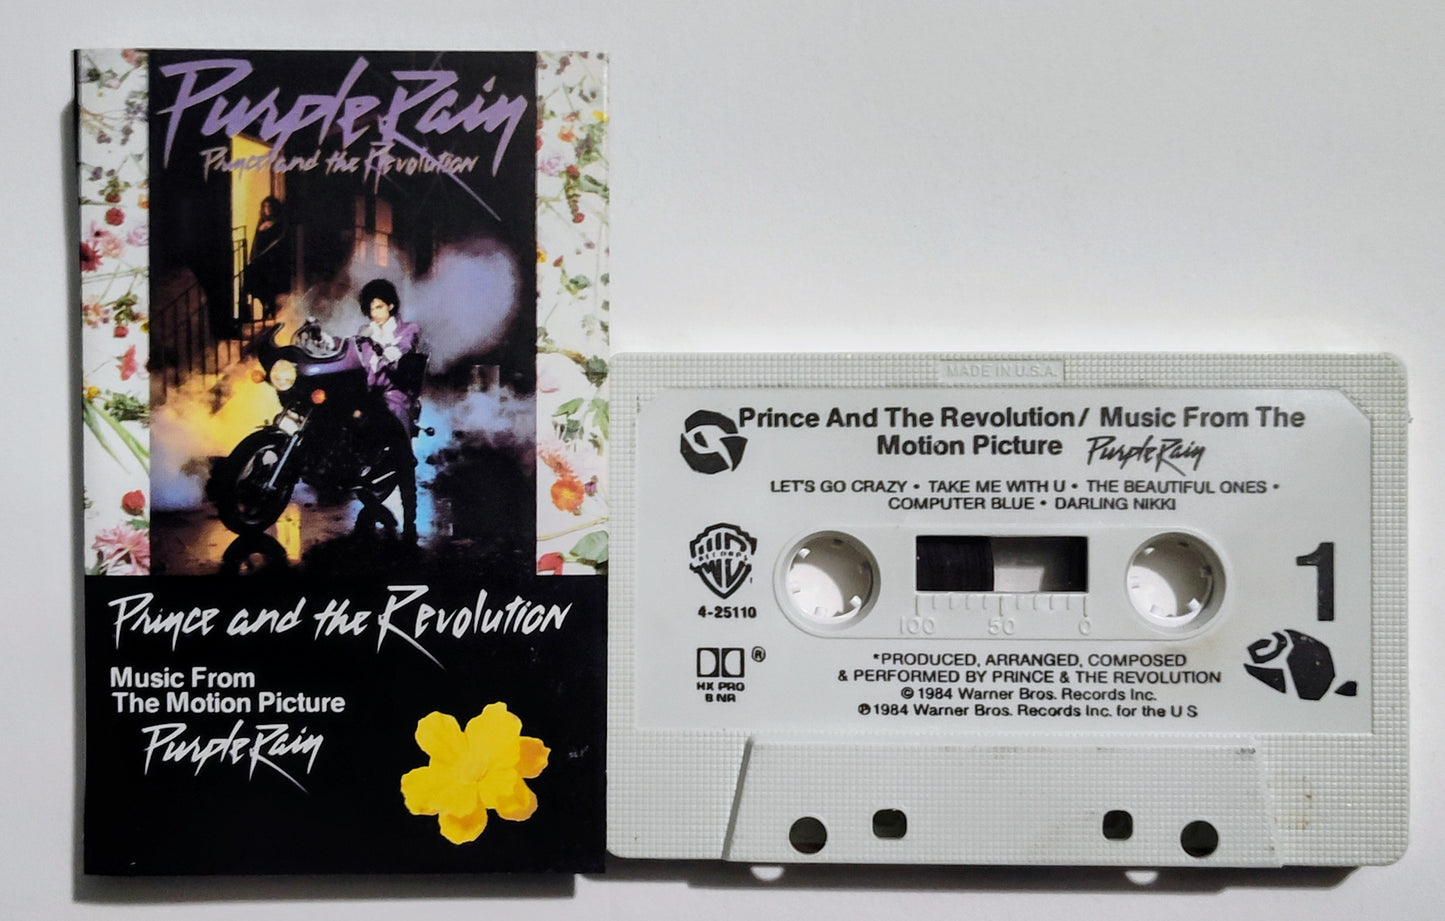 Purple Rain
Prince and the Revolution
Prince and the Revolution
Music From
The Motion Picture
Purple Rain
MADE IN U.S.A.
Prince And The Revolution/ Music From The
Motion Picture Purple Rain
LET'S GO CRAZY • TAKE ME WITH U • THE BEAUTIFUL ONES •
COMPUTER BLUE • DARLING NIKKI
WB
RECORDS
4-25110
1
100 50 0
®
HX PRO
B NR
*PRODUCED, ARRANGED, COMPOSED
& PERFORMED BY PRINCE & THE REVOLUTION
© 1984 Warner Bros. Records Inc.
℗ 1984 Warner Bros. Records Inc. for the U S